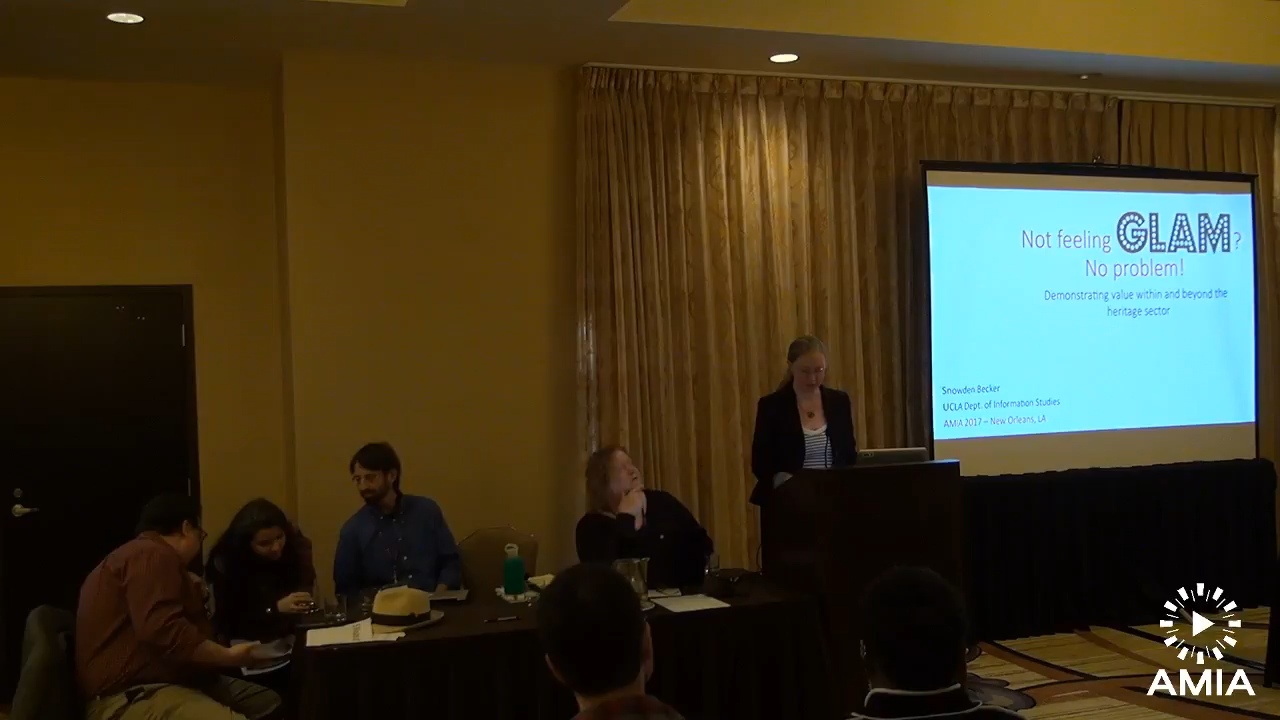 Not feeling GLAM?
No problem!
Demonstrating value within and beyond the
heritage sector
Snowden Becker
UCLA Dept. of Information Studies
AMIA 2017 – New Orleans, LA
AMIA